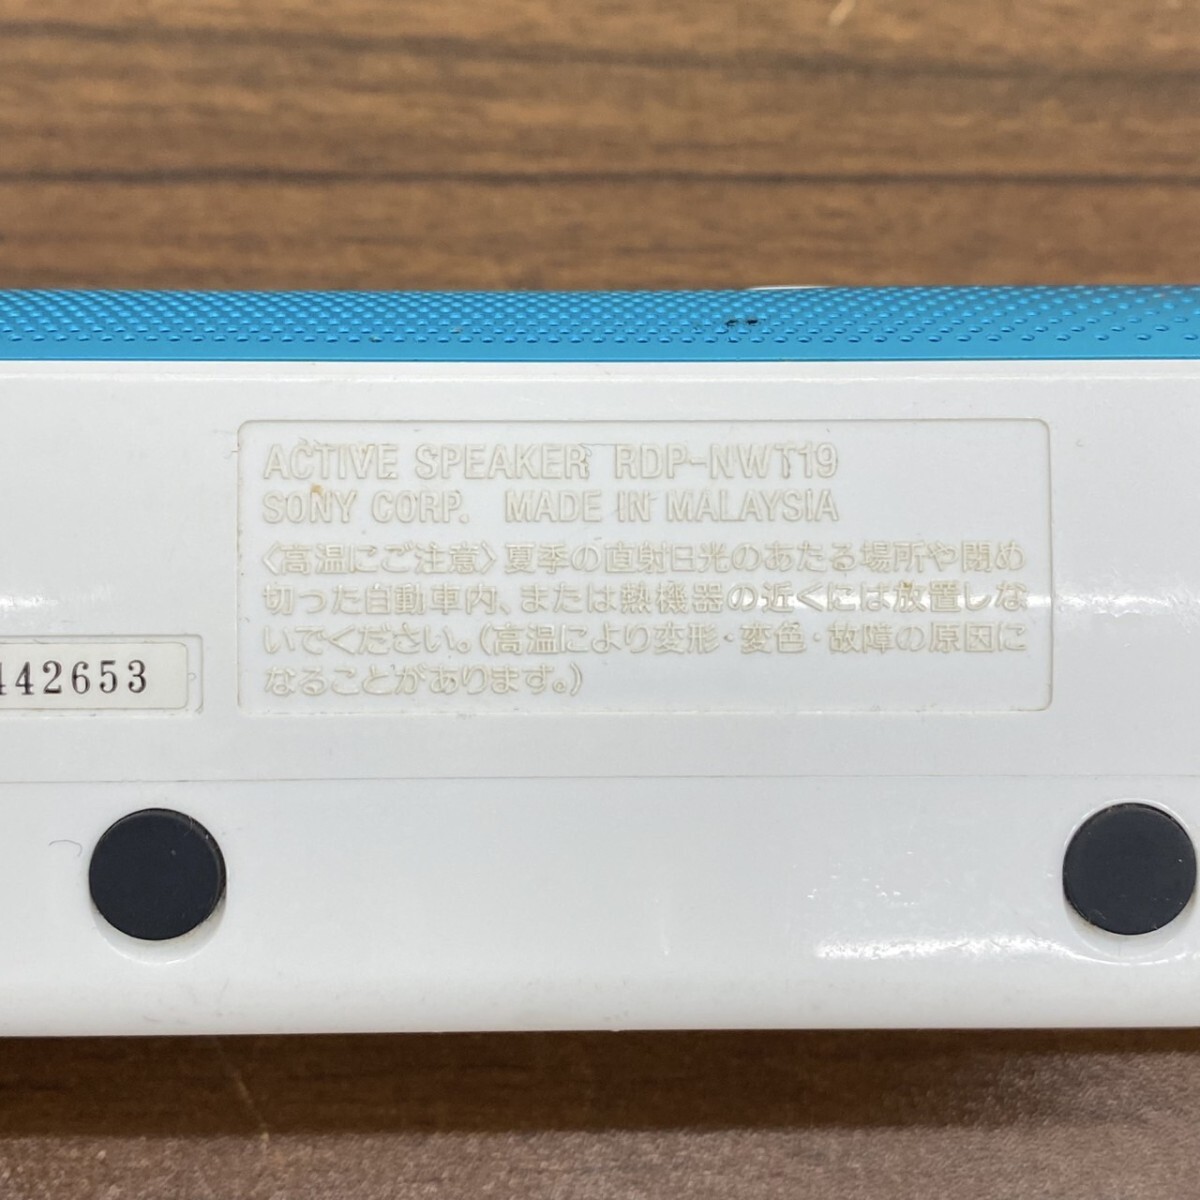 ACTIVE SPEAKER RDP-NWT19
SONY CORP. MADE IN MALAYSIA
〈高温にご注意〉夏季の直射日光のあたる場所や閉め
切った自動車内、または熱機器の近くには放置しな
いでください。(高温により変形・変色・故障の原因に
なることがあります。)
442653